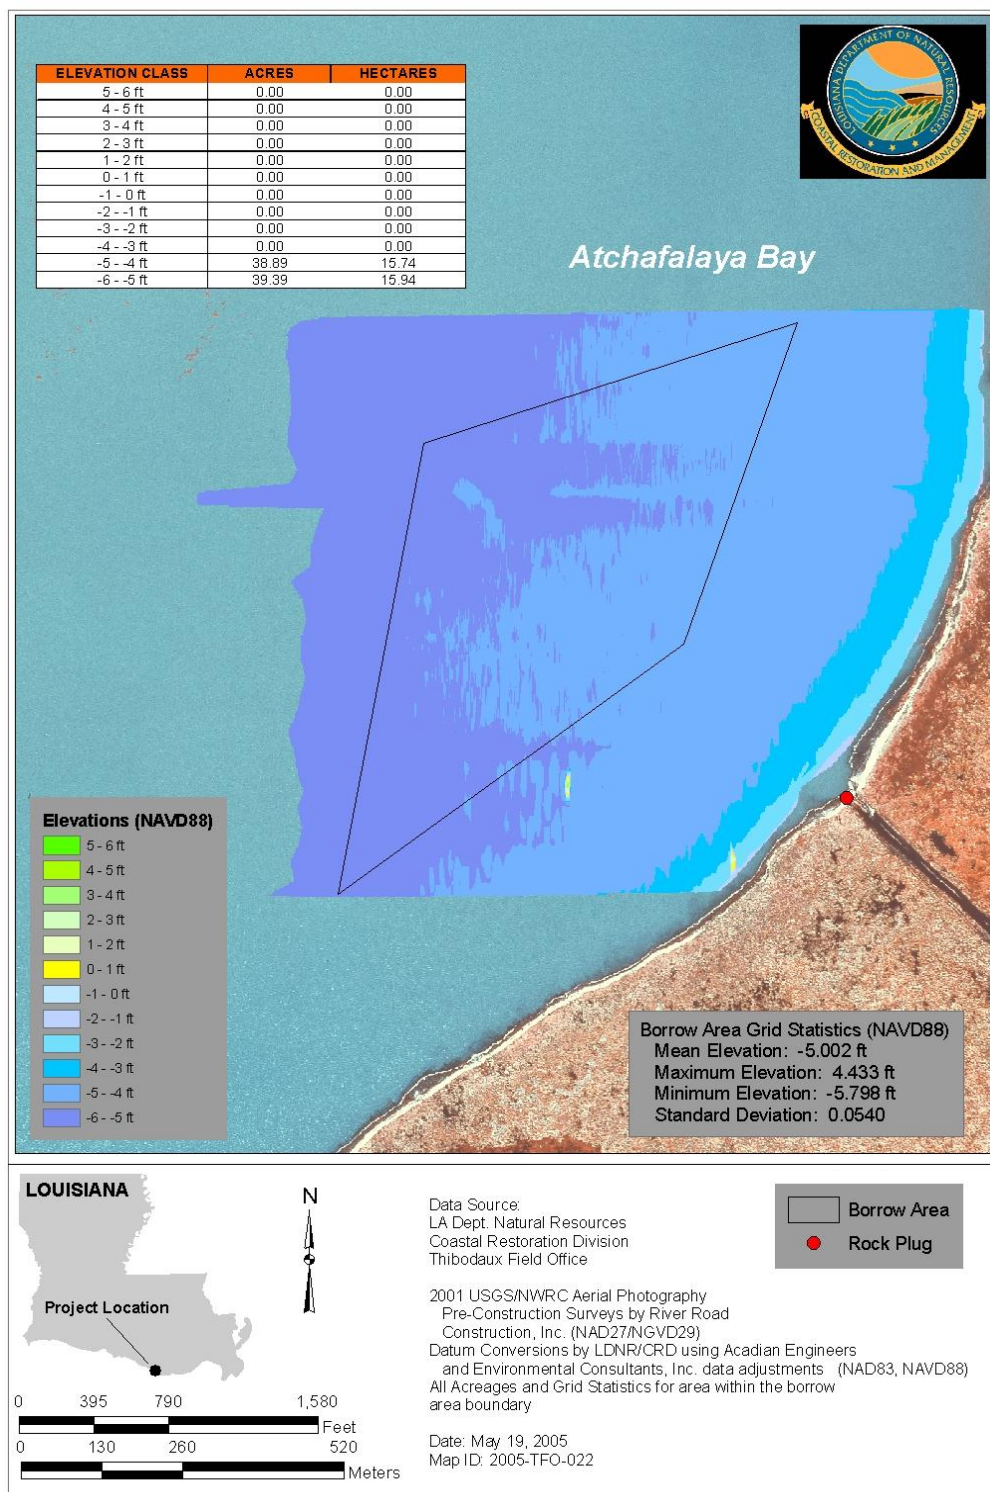 ELEVATION CLASS ACRES HECTARES
5 - 6 ft 0.00 0.00
4 - 5 ft 0.00 0.00
3 - 4 ft 0.00 0.00
2 - 3 ft 0.00 0.00
1 - 2 ft 0.00 0.00
0 - 1 ft 0.00 0.00
-1 - 0 ft 0.00 0.00
-2 - -1 ft 0.00 0.00
-3 - -2 ft 0.00 0.00
-4 - -3 ft 0.00 0.00
-5 - -4 ft 38.89 15.74
-6 - -5 ft 39.39 15.94
LOUISIANA DEPARTMENT OF NATURAL RESOURCES
COASTAL RESTORATION AND MANAGEMENT
Atchafalaya Bay
Elevations (NAVD88)
5 - 6 ft
4 - 5 ft
3 - 4 ft
2 - 3 ft
1 - 2 ft
0 - 1 ft
-1 - 0 ft
-2 - -1 ft
-3 - -2 ft
-4 - -3 ft
-5 - -4 ft
-6 - -5 ft
Borrow Area Grid Statistics (NAVD88)
Mean Elevation: -5.002 ft
Maximum Elevation: 4.433 ft
Minimum Elevation: -5.798 ft
Standard Deviation: 0.0540
LOUISIANA
Project Location
N
0 395 790 1,580
Feet
0 130 260 520
Meters
Data Source:
LA Dept. Natural Resources
Coastal Restoration Division
Thibodaux Field Office
2001 USGS/NWRC Aerial Photography
Pre-Construction Surveys by River Road
Construction, Inc. (NAD27/NGVD29)
Datum Conversions by LDNR/CRD using Acadian Engineers
and Environmental Consultants, Inc. data adjustments (NAD83, NAVD88)
All Acreages and Grid Statistics for area within the borrow
area boundary
Date: May 19, 2005
Map ID: 2005-TFO-022
Borrow Area
Rock Plug